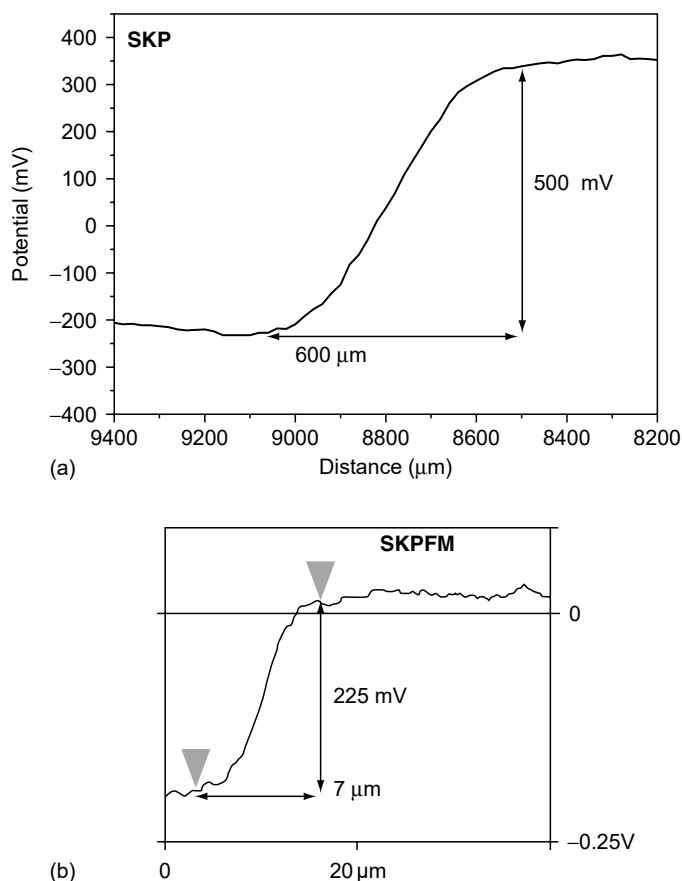 SKP
400
300
200
100
0
−100
−200
−300
−400
Potential (mV)
500 mV
600 μm
9400 9200 9000 8800 8600 8400 8200
(a) Distance (μm)
SKPFM
0
225 mV
7 μm
−0.25V
(b) 0 20 μm